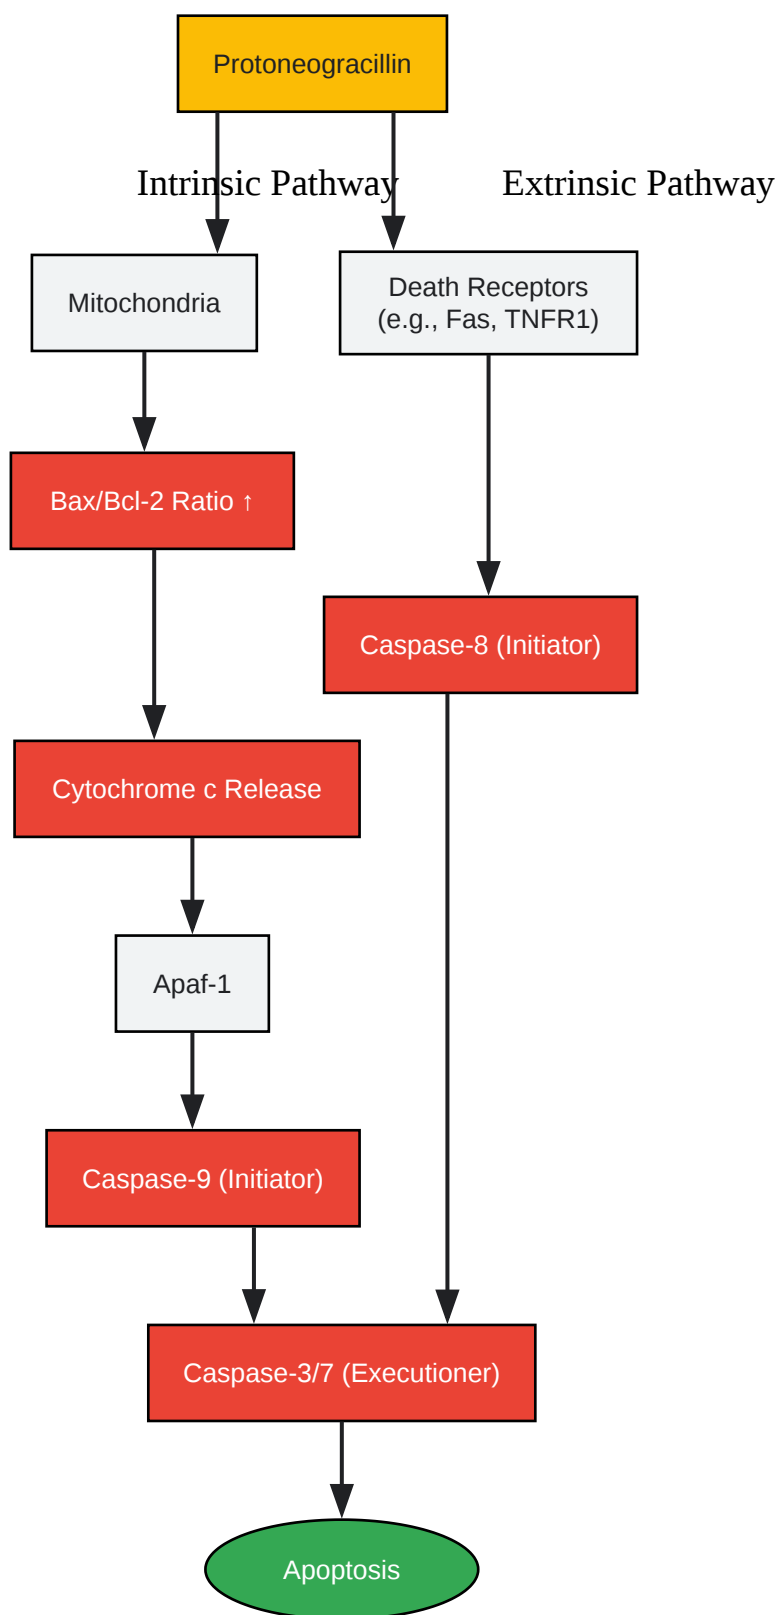 Protoneogracillin
Intrinsic Pathway
Extrinsic Pathway
Mitochondria
Death Receptors
(e.g., Fas, TNFR1)
Bax/Bcl-2 Ratio ↑
Caspase-8 (Initiator)
Cytochrome c Release
Apaf-1
Caspase-9 (Initiator)
Caspase-3/7 (Executioner)
Apoptosis